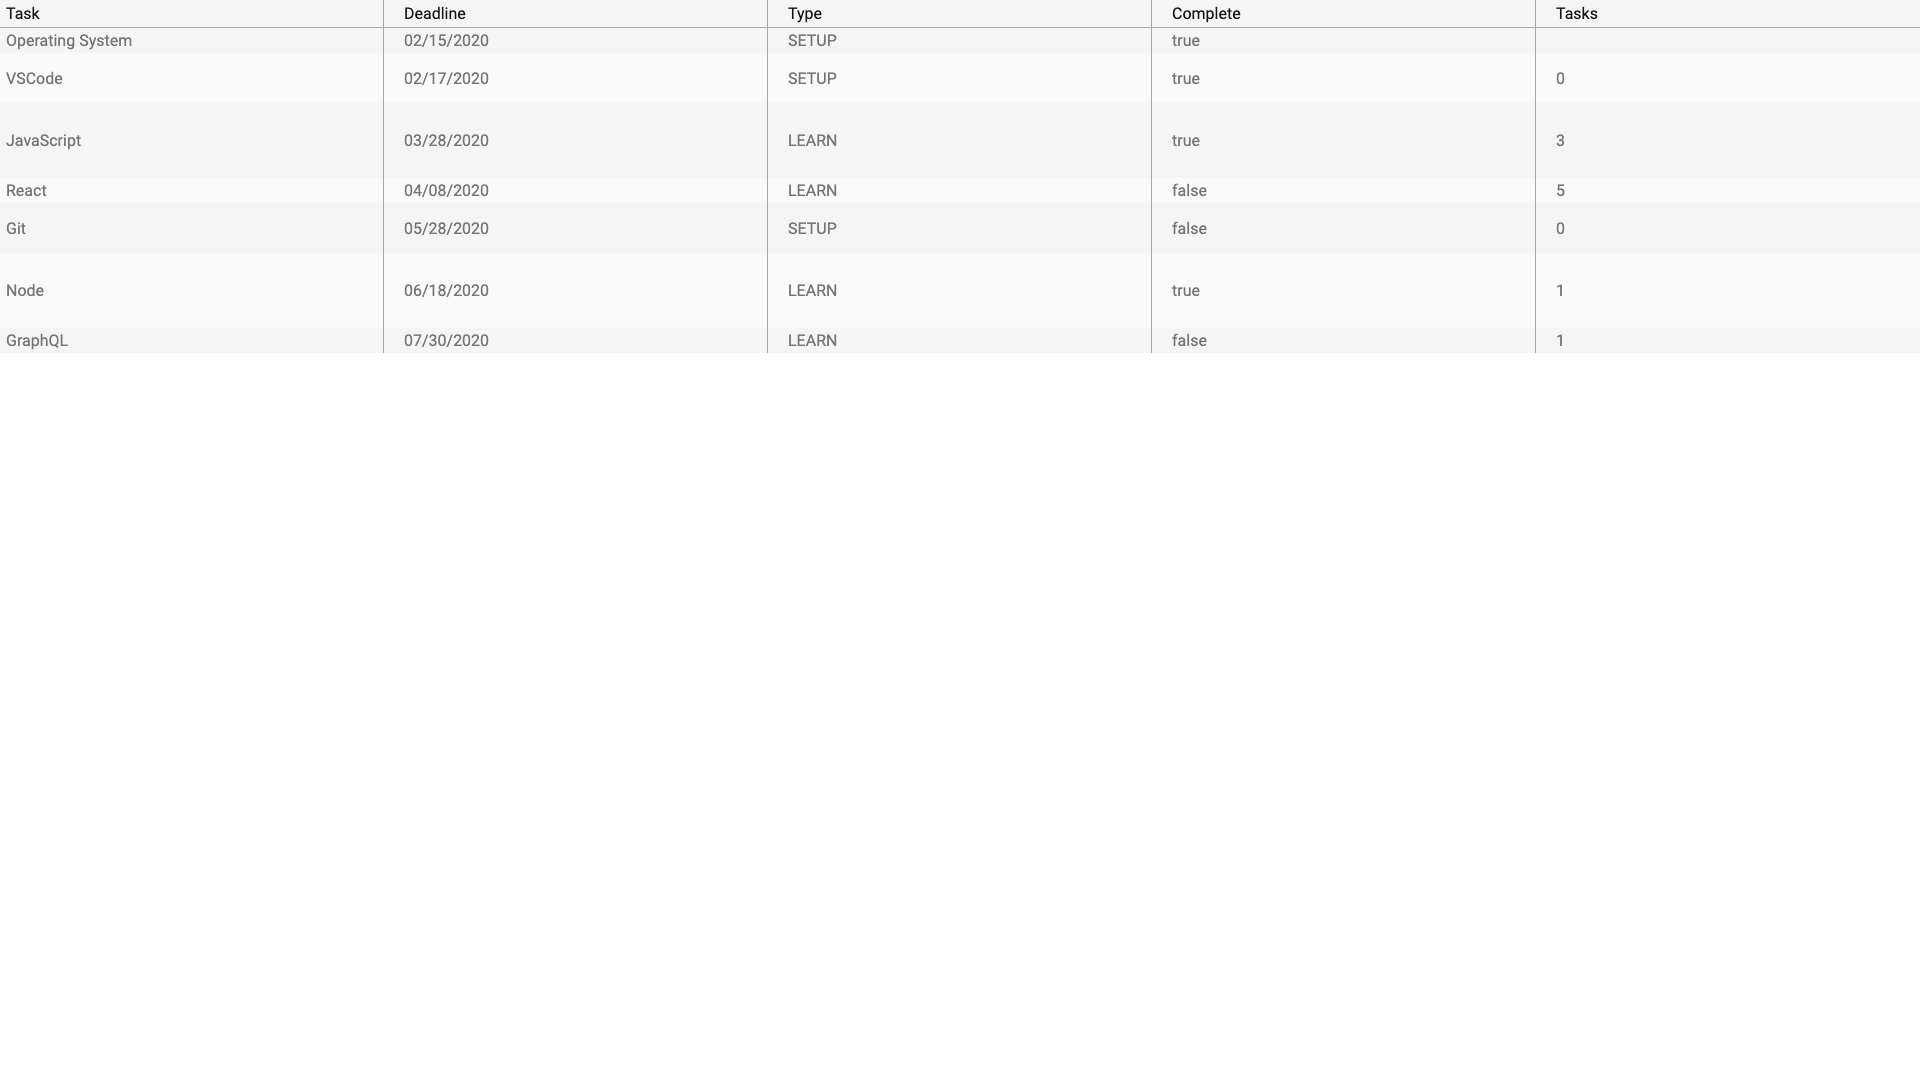 Task Deadline Type Complete Tasks
Operating System 02/15/2020 SETUP true
VSCode 02/17/2020 SETUP true 0
JavaScript 03/28/2020 LEARN true 3
React 04/08/2020 LEARN false 5
Git 05/28/2020 SETUP false 0
Node 06/18/2020 LEARN true 1
GraphQL 07/30/2020 LEARN false 1